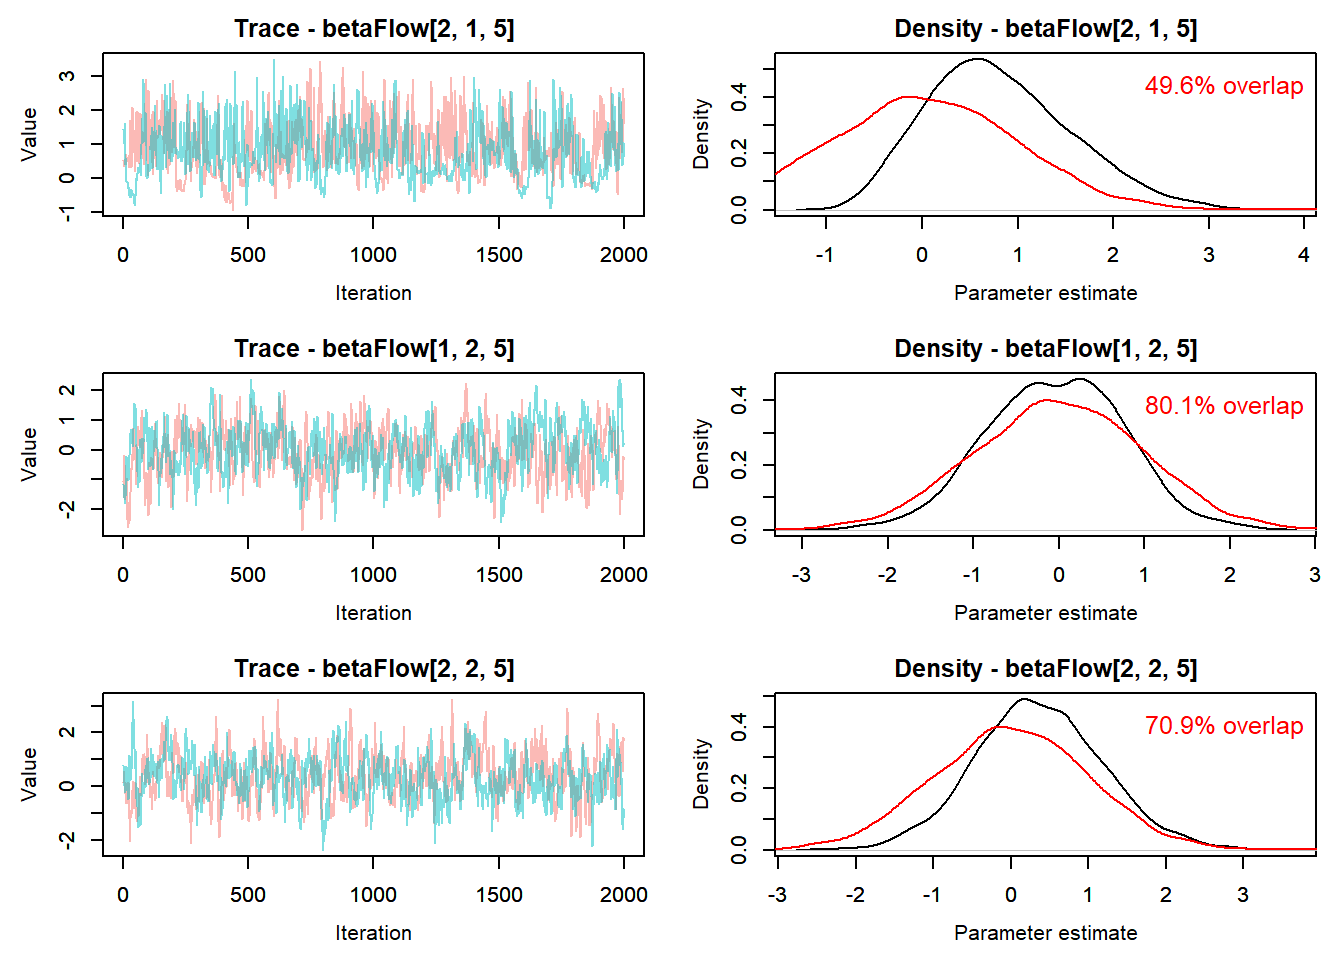 Trace - betaFlow[2, 1, 5]
Value
-1 0 1 2 3
0 500 1000 1500 2000
Iteration
Density - betaFlow[2, 1, 5]
49.6% overlap
Density
0.0 0.2 0.4
-1 0 1 2 3 4
Parameter estimate
Trace - betaFlow[1, 2, 5]
Value
-2 0 1 2
0 500 1000 1500 2000
Iteration
Density - betaFlow[1, 2, 5]
80.1% overlap
Density
0.0 0.2 0.4
-3 -2 -1 0 1 2 3
Parameter estimate
Trace - betaFlow[2, 2, 5]
Value
-2 0 2
0 500 1000 1500 2000
Iteration
Density - betaFlow[2, 2, 5]
70.9% overlap
Density
0.0 0.2 0.4
-3 -2 -1 0 1 2 3
Parameter estimate